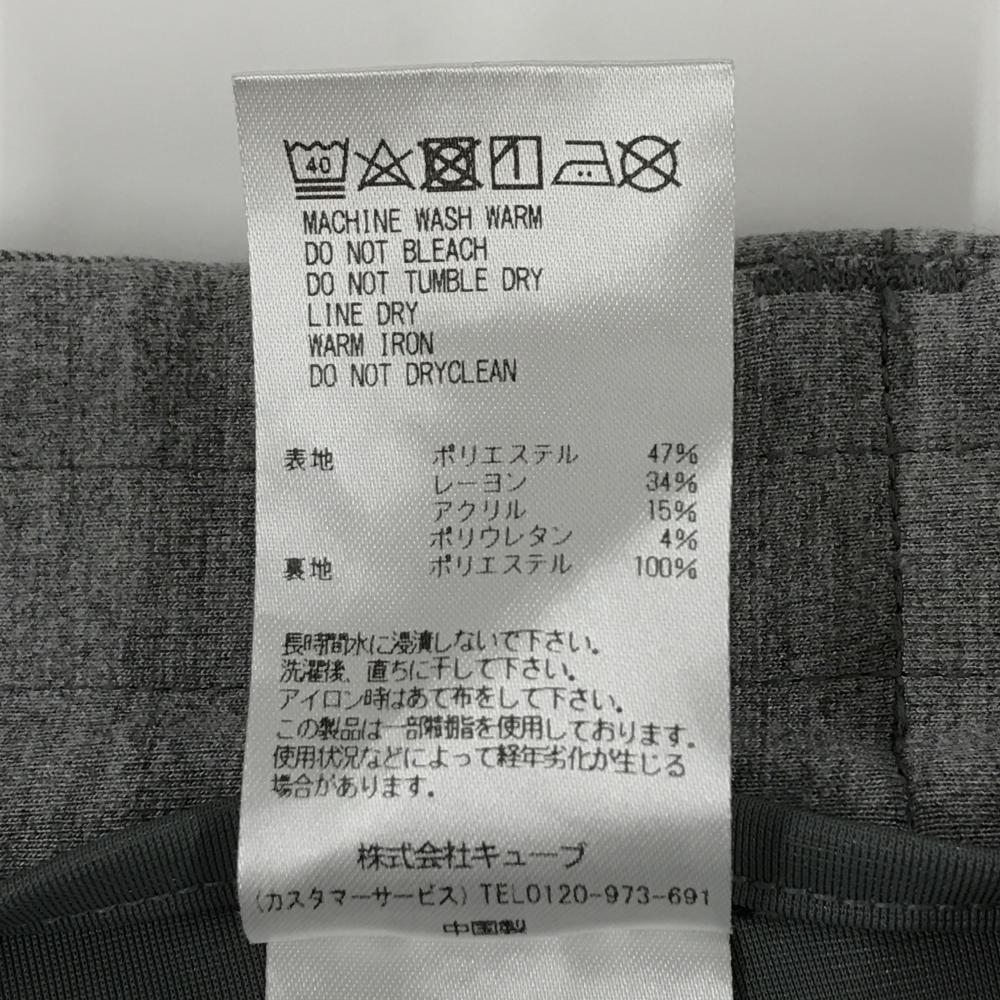 40
MACHINE WASH WARM
DO NOT BLEACH
DO NOT TUMBLE DRY
LINE DRY
WARM IRON
DO NOT DRYCLEAN
表地 ポリエステル 47%
レーヨン 34%
アクリル 15%
ポリウレタン 4%
裏地 ポリエステル 100%
長時間水に浸漬しないで下さい。
洗濯後、直ちに干して下さい。
アイロン時はあて布をして下さい。
この製品は一部樹脂を使用しております。
使用状況などによって経年劣化が生じる
場合があります。
株式会社キューブ
(カスタマーサービス) TEL0120-973-691
中国製